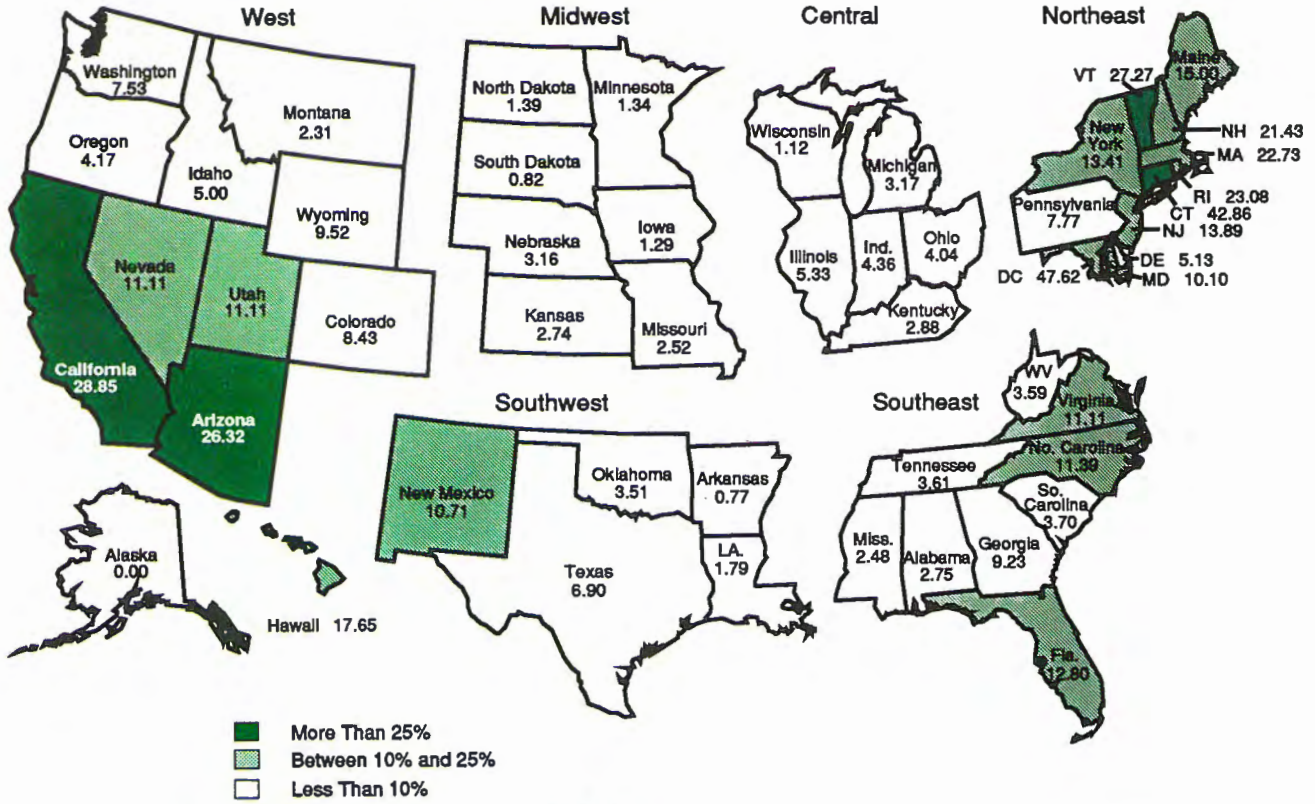 West
Washington
7.53
Oregon
4.17
Montana
2.31
Idaho
5.00
Wyoming
9.52
Nevada
11.11
Utah
11.11
Colorado
8.43
California
28.85
Arizona
26.32
Alaska
0.00
Hawaii 17.65
Midwest
North Dakota
1.39
Minnesota
1.34
South Dakota
0.82
Nebraska
3.16
Iowa
1.29
Kansas
2.74
Missouri
2.52
Central
Wisconsin
1.12
Michigan
3.17
Illinois
5.33
Ind.
4.36
Ohio
4.04
Kentucky
2.88
Northeast
Maine
15.00
VT 27.27
New
York
13.41
NH 21.43
MA 22.73
RI 23.08
CT 42.86
Pennsylvania
7.77
NJ 13.89
DE 5.13
DC 47.62
MD 10.10
Southwest
New Mexico
10.71
Oklahoma
3.51
Arkansas
0.77
Texas
6.90
LA.
1.79
Southeast
WV
3.59
Virginia
11.11
Tennessee
3.61
No. Carolina
11.39
So.
Carolina
3.70
Miss.
2.48
Alabama
2.75
Georgia
9.23
Fla.
12.80
More Than 25%
Between 10% and 25%
Less Than 10%